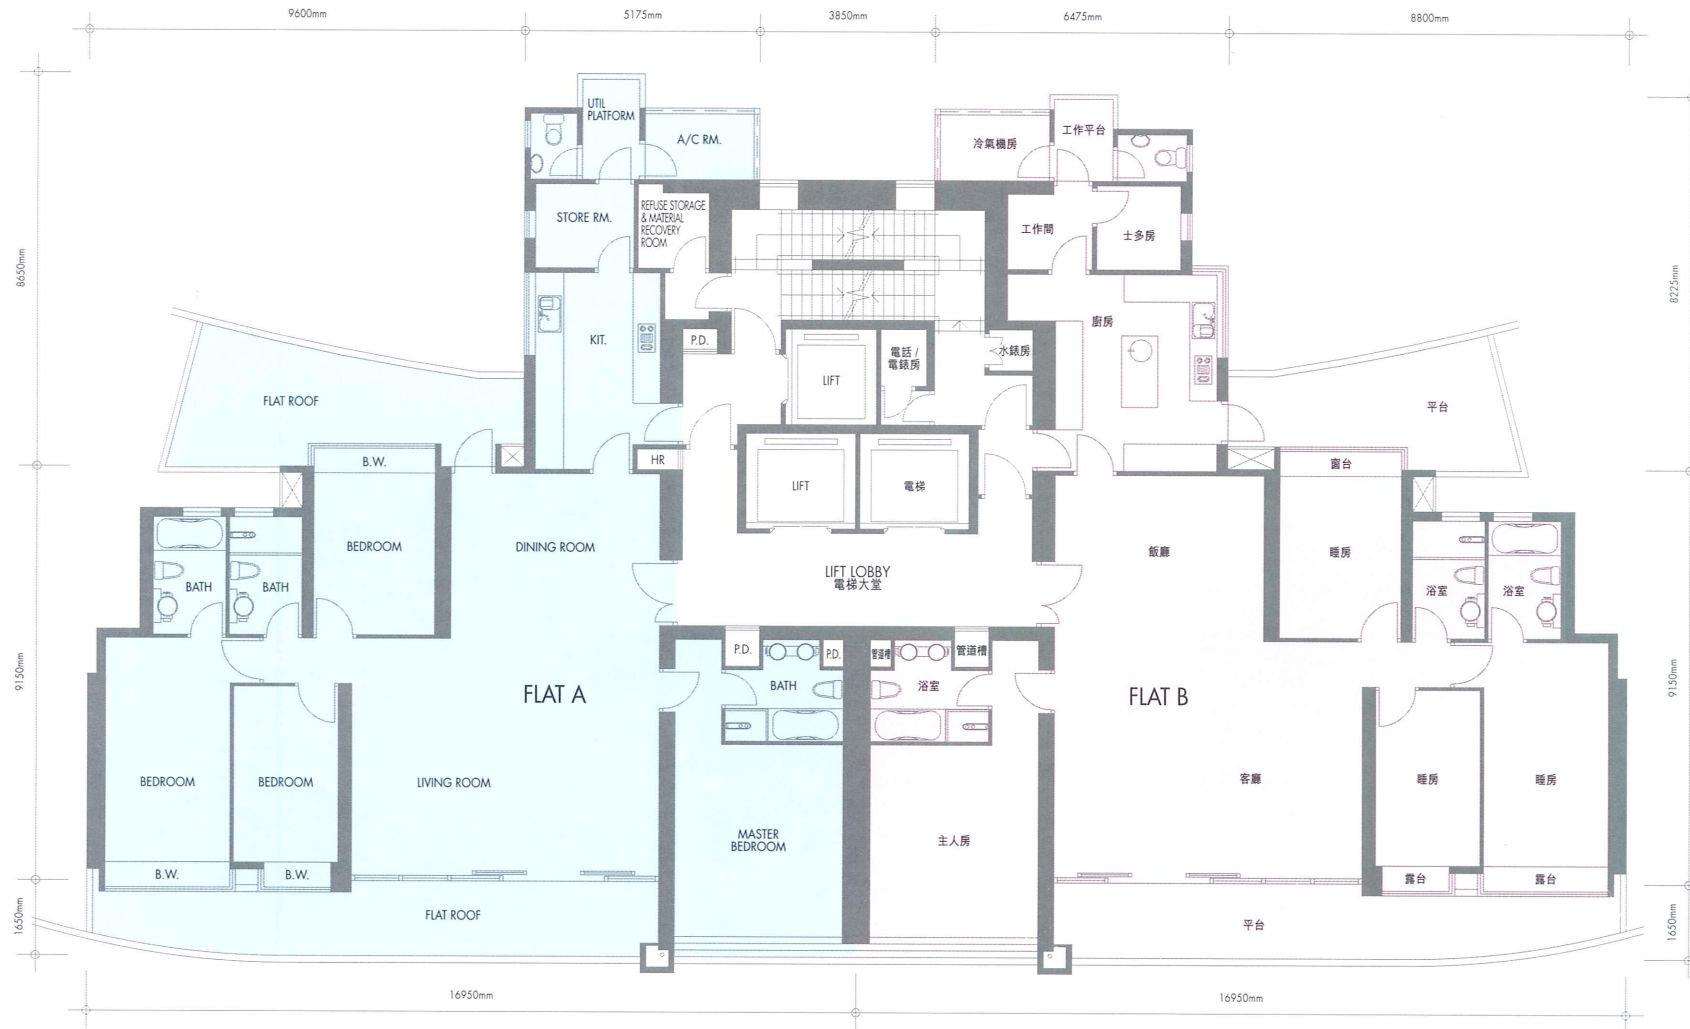 9600mm
5175mm
3850mm
6475mm
8800mm
8650mm
9150mm
1650mm
8225mm
9150mm
1650mm
UTIL
PLATFORM
A/C RM.
STORE RM.
REFUSE STORAGE
& MATERIAL
RECOVERY
ROOM
KIT.
P.D.
LIFT
HR
LIFT
電梯
電話 /
電錶房
水錶房
冷氣機房
工作平台
工作間
士多房
廚房
平台
FLAT ROOF
B.W.
BEDROOM
DINING ROOM
BATH
BATH
LIFT LOBBY
電梯大堂
飯廳
窗台
睡房
浴室
浴室
FLAT A
P.D.
P.D.
BATH
管道槽
浴室
管道槽
FLAT B
BEDROOM
BEDROOM
LIVING ROOM
MASTER
BEDROOM
主人房
客廳
睡房
睡房
B.W.
B.W.
露台
露台
FLAT ROOF
平台
16950mm
16950mm